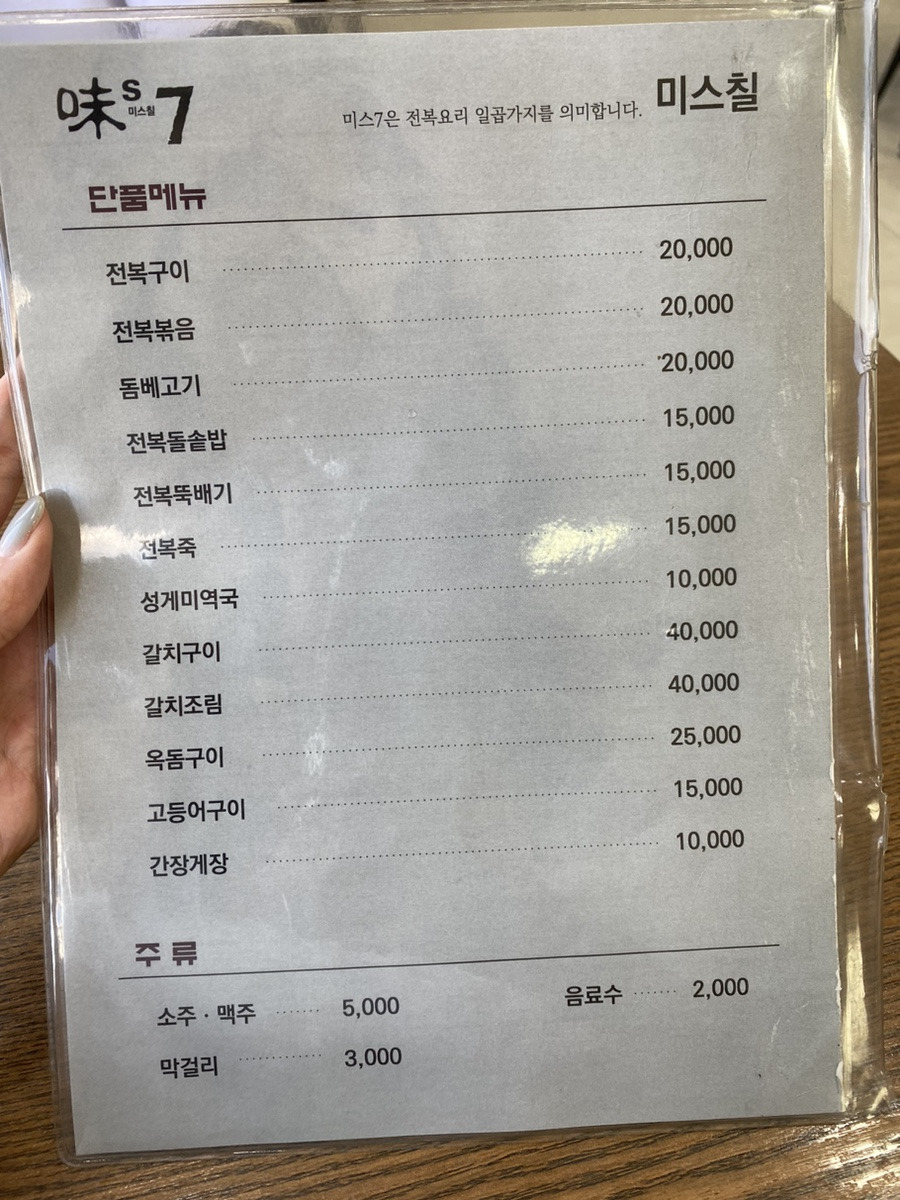 味S 미스칠 7
미스7은 전복요리 일곱가지를 의미합니다. 미스칠
단품메뉴
전복구이 20,000
전복볶음 20,000
돔베고기 20,000
전복돌솥밥 15,000
전복뚝배기 15,000
전복죽 15,000
성게미역국 10,000
갈치구이 40,000
갈치조림 40,000
옥돔구이 25,000
고등어구이 15,000
간장게장 10,000
주 류
소주 · 맥주 5,000 음료수 2,000
막걸리 3,000